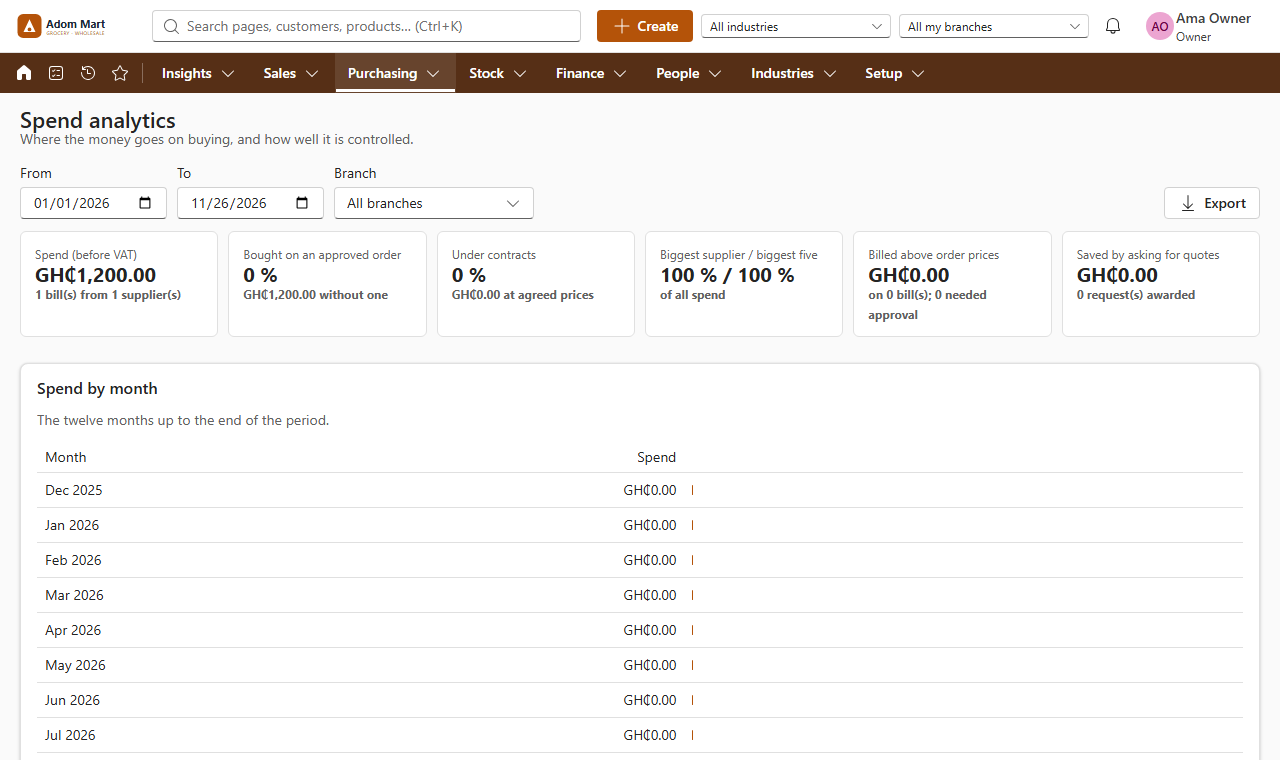 Adom Mart
GROCERY · WHOLESALE
Search pages, customers, products... (Ctrl+K)
Create
All industries
All my branches
AO
Ama Owner
Owner
Insights
Sales
Purchasing
Stock
Finance
People
Industries
Setup
Spend analytics
Where the money goes on buying, and how well it is controlled.
From
To
Branch
01/01/2026
11/26/2026
All branches
Export
Spend (before VAT)
GH₵1,200.00
1 bill(s) from 1 supplier(s)
Bought on an approved order
0 %
GH₵1,200.00 without one
Under contracts
0 %
GH₵0.00 at agreed prices
Biggest supplier / biggest five
100 % / 100 %
of all spend
Billed above order prices
GH₵0.00
on 0 bill(s); 0 needed
approval
Saved by asking for quotes
GH₵0.00
0 request(s) awarded
Spend by month
The twelve months up to the end of the period.
Month Spend
Dec 2025 GH₵0.00
Jan 2026 GH₵0.00
Feb 2026 GH₵0.00
Mar 2026 GH₵0.00
Apr 2026 GH₵0.00
May 2026 GH₵0.00
Jun 2026 GH₵0.00
Jul 2026 GH₵0.00